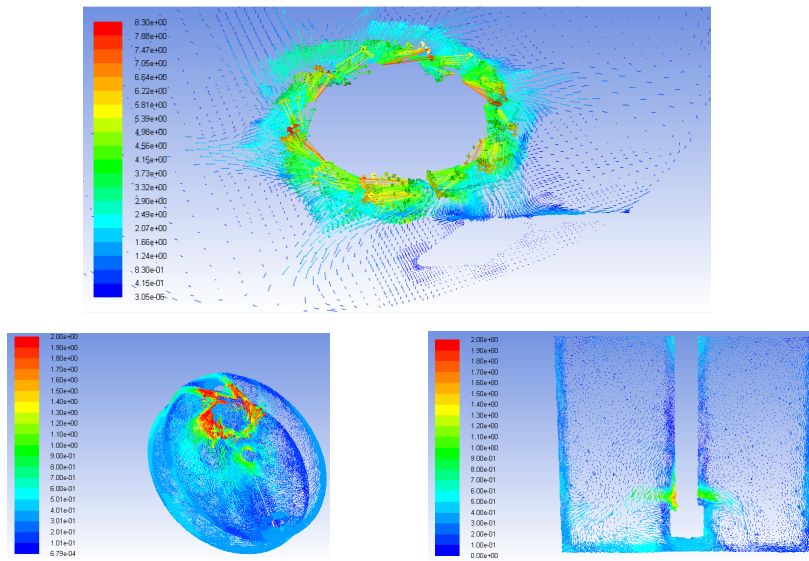 8.30e+00
7.88e+00
7.47e+00
7.05e+00
6.64e+00
6.22e+00
5.81e+00
5.39e+00
4.98e+00
4.56e+00
4.15e+00
3.73e+00
3.32e+00
2.90e+00
2.49e+00
2.07e+00
1.66e+00
1.24e+00
8.30e-01
4.15e-01
3.05e-06
2.00e+00
1.90e+00
1.80e+00
1.70e+00
1.60e+00
1.50e+00
1.40e+00
1.30e+00
1.20e+00
1.10e+00
1.00e+00
9.00e-01
8.00e-01
7.00e-01
6.00e-01
5.01e-01
4.01e-01
3.01e-01
2.01e-01
1.01e-01
6.79e-04
2.00e+00
1.90e+00
1.80e+00
1.70e+00
1.60e+00
1.50e+00
1.40e+00
1.30e+00
1.20e+00
1.10e+00
1.00e+00
9.00e-01
8.00e-01
7.00e-01
6.00e-01
5.00e-01
4.00e-01
3.00e-01
2.00e-01
1.00e-01
0.00e+00